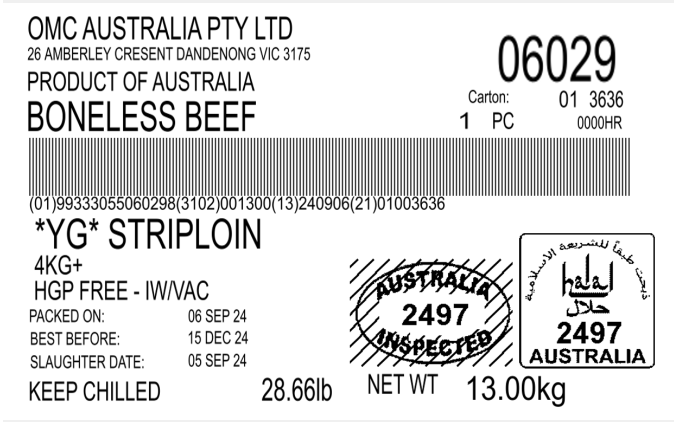 OMC AUSTRALIA PTY LTD
26 AMBERLEY CRESENT DANDENONG VIC 3175
PRODUCT OF AUSTRALIA
BONELESS BEEF
06029
Carton: 01 3636
1 PC 0000HR
(01)99333055060298(3102)001300(13)240906(21)01003636
*YG* STRIPLOIN
4KG+
HGP FREE - IW/VAC
PACKED ON: 06 SEP 24
BEST BEFORE: 15 DEC 24
SLAUGHTER DATE: 05 SEP 24
KEEP CHILLED 28.66lb NET WT 13.00kg
AUSTRALIA
2497
INSPECTED
ذبحت طبقاً للشريعة الاسلامية
halal
حلال
2497
AUSTRALIA